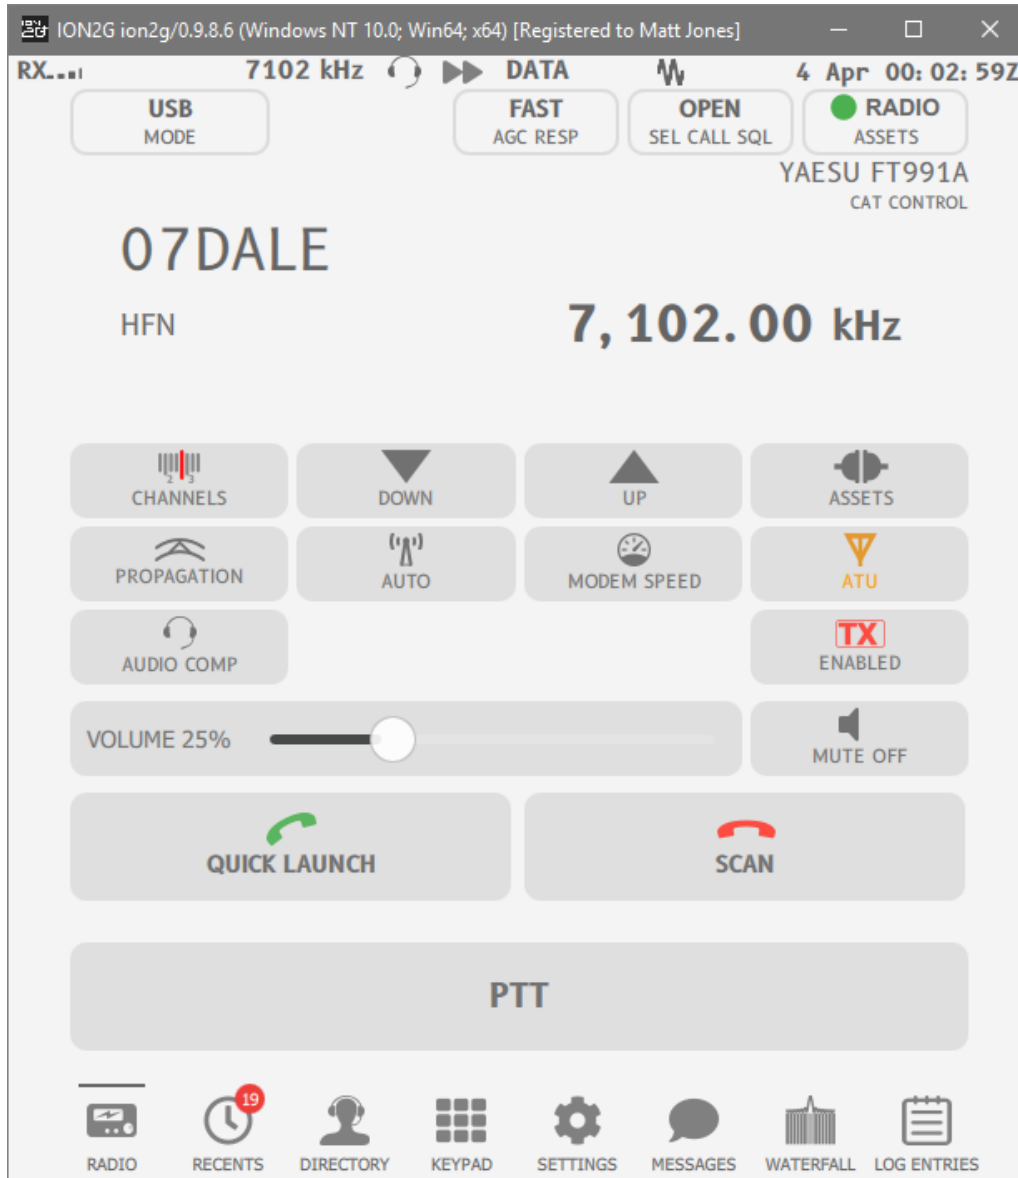 ION2G ion2g/0.9.8.6 (Windows NT 10.0; Win64; x64) [Registered to Matt Jones]
RX 7102 kHz DATA 4 Apr 00:02:59Z
USB FAST OPEN RADIO
MODE AGC RESP SEL CALL SQL ASSETS
YAESU FT991A
CAT CONTROL
07DALE
HFN 7,102.00 kHz
2 3
CHANNELS DOWN UP ASSETS
PROPAGATION AUTO MODEM SPEED ATU
TX
AUDIO COMP ENABLED
VOLUME 25% MUTE OFF
QUICK LAUNCH SCAN
PTT
19
RADIO RECENTS DIRECTORY KEYPAD SETTINGS MESSAGES WATERFALL LOG ENTRIES